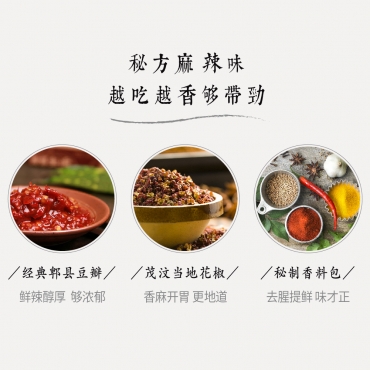 秘方麻辣味
越吃越香够带劲
经典郫县豆瓣
鲜辣醇厚 够浓郁
茂汶当地花椒
香麻开胃 更地道
秘制香料包
去腥提鲜 味才正